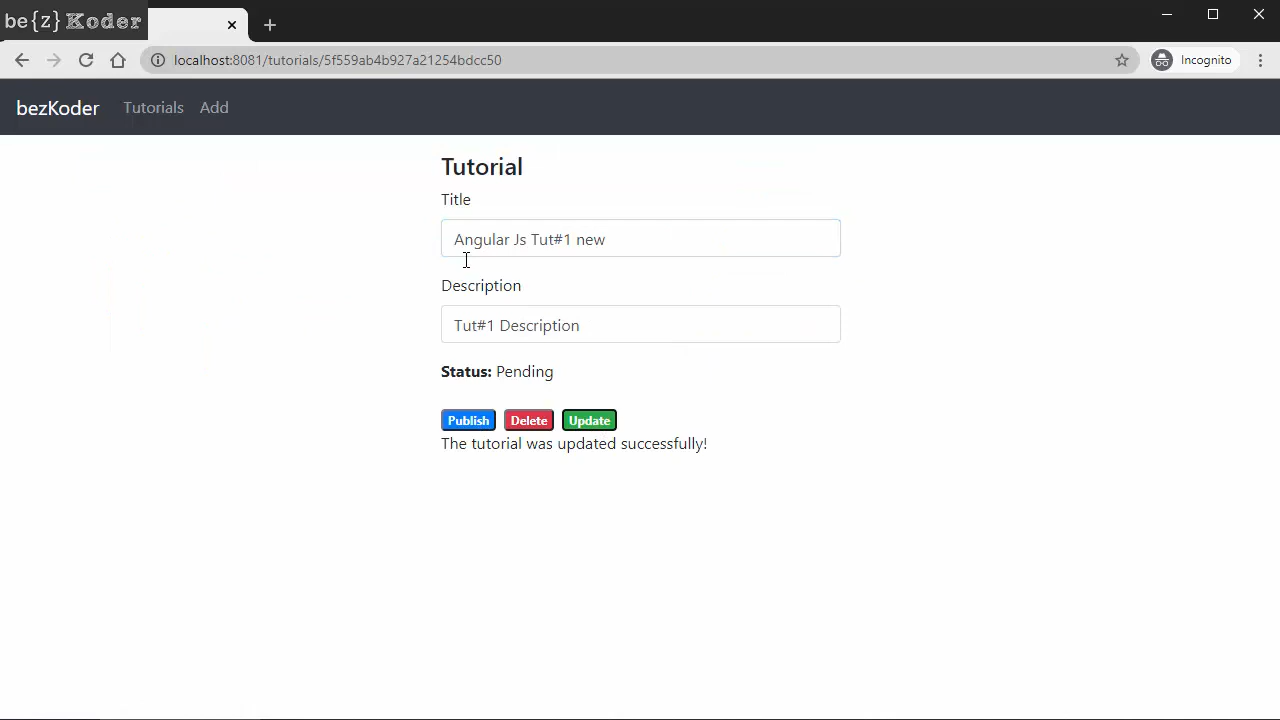 be{z}Koder
localhost:8081/tutorials/5f559ab4b927a21254bdcc50
Incognito
bezKoder Tutorials Add
Tutorial
Title
Angular Js Tut#1 new
Description
Tut#1 Description
Status: Pending
Publish Delete Update
The tutorial was updated successfully!